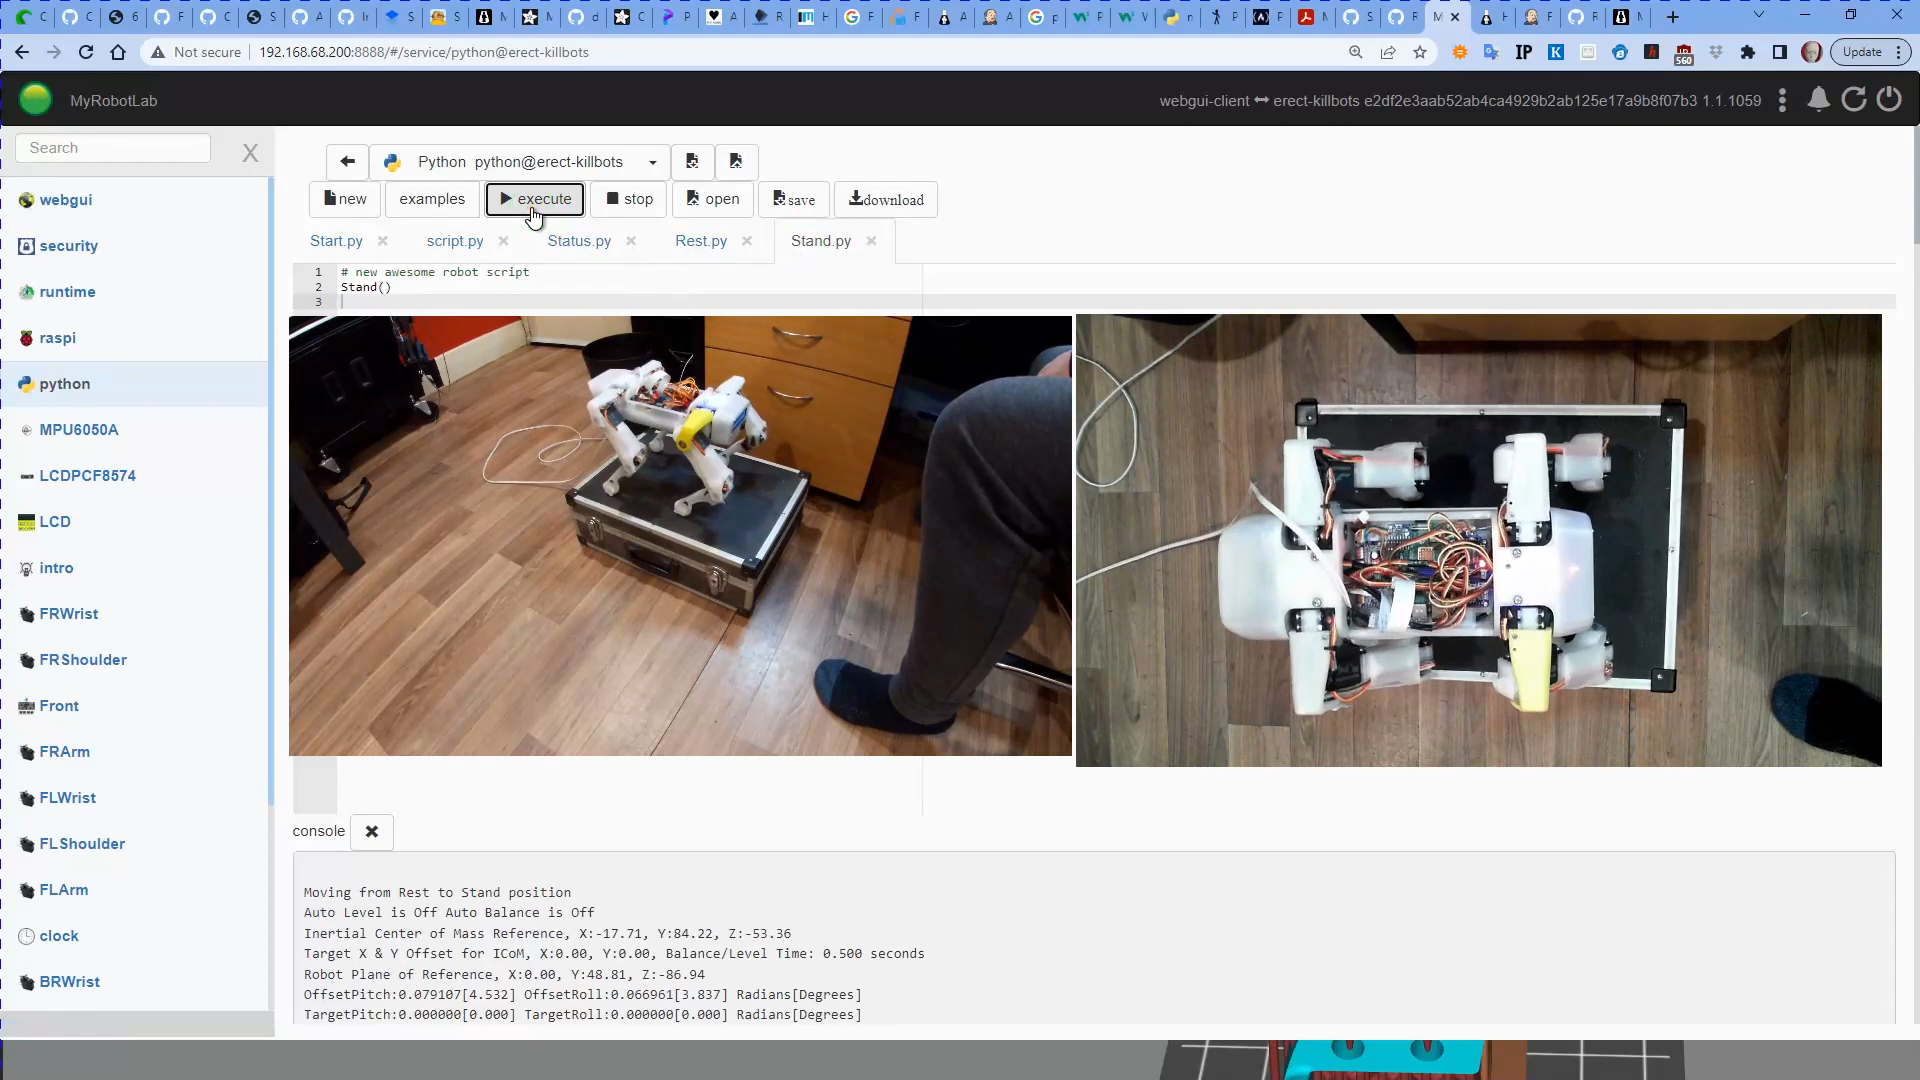 Not secure
192.168.68.200:8888/#/service/python@erect-killbots
IP
560
Update
MyRobotLab
webgui-client ↔ erect-killbots e2df2e3aab52ab4ca4929b2ab125e17a9b8f07b3 1.1.1059
Search
X
webgui
security
runtime
raspi
python
MPU6050A
LCDPCF8574
LCD
intro
FRWrist
FRShoulder
Front
FRArm
FLWrist
FLShoulder
FLArm
clock
BRWrist
Python python@erect-killbots
new
examples
execute
stop
open
save
download
Start.py
script.py
Status.py
Rest.py
Stand.py
1 # new awesome robot script
2 Stand()
3
console
Moving from Rest to Stand position
Auto Level is Off Auto Balance is Off
Inertial Center of Mass Reference, X:-17.71, Y:84.22, Z:-53.36
Target X & Y Offset for ICoM, X:0.00, Y:0.00, Balance/Level Time: 0.500 seconds
Robot Plane of Reference, X:0.00, Y:48.81, Z:-86.94
OffsetPitch:0.079107[4.532] OffsetRoll:0.066961[3.837] Radians[Degrees]
TargetPitch:0.000000[0.000] TargetRoll:0.000000[0.000] Radians[Degrees]